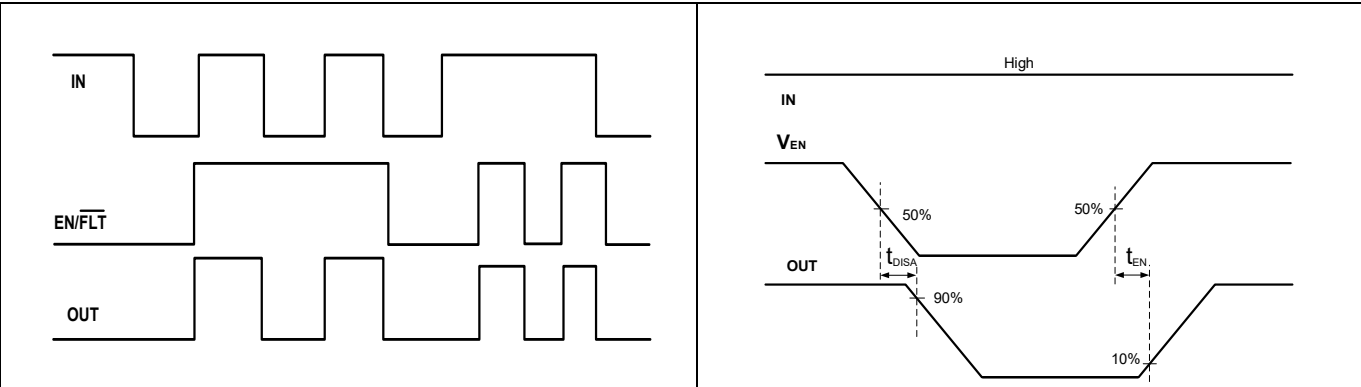 IN
EN/FLT
OUT
High
IN
VEN
50%
50%
tDISA
tEN
OUT
90%
10%